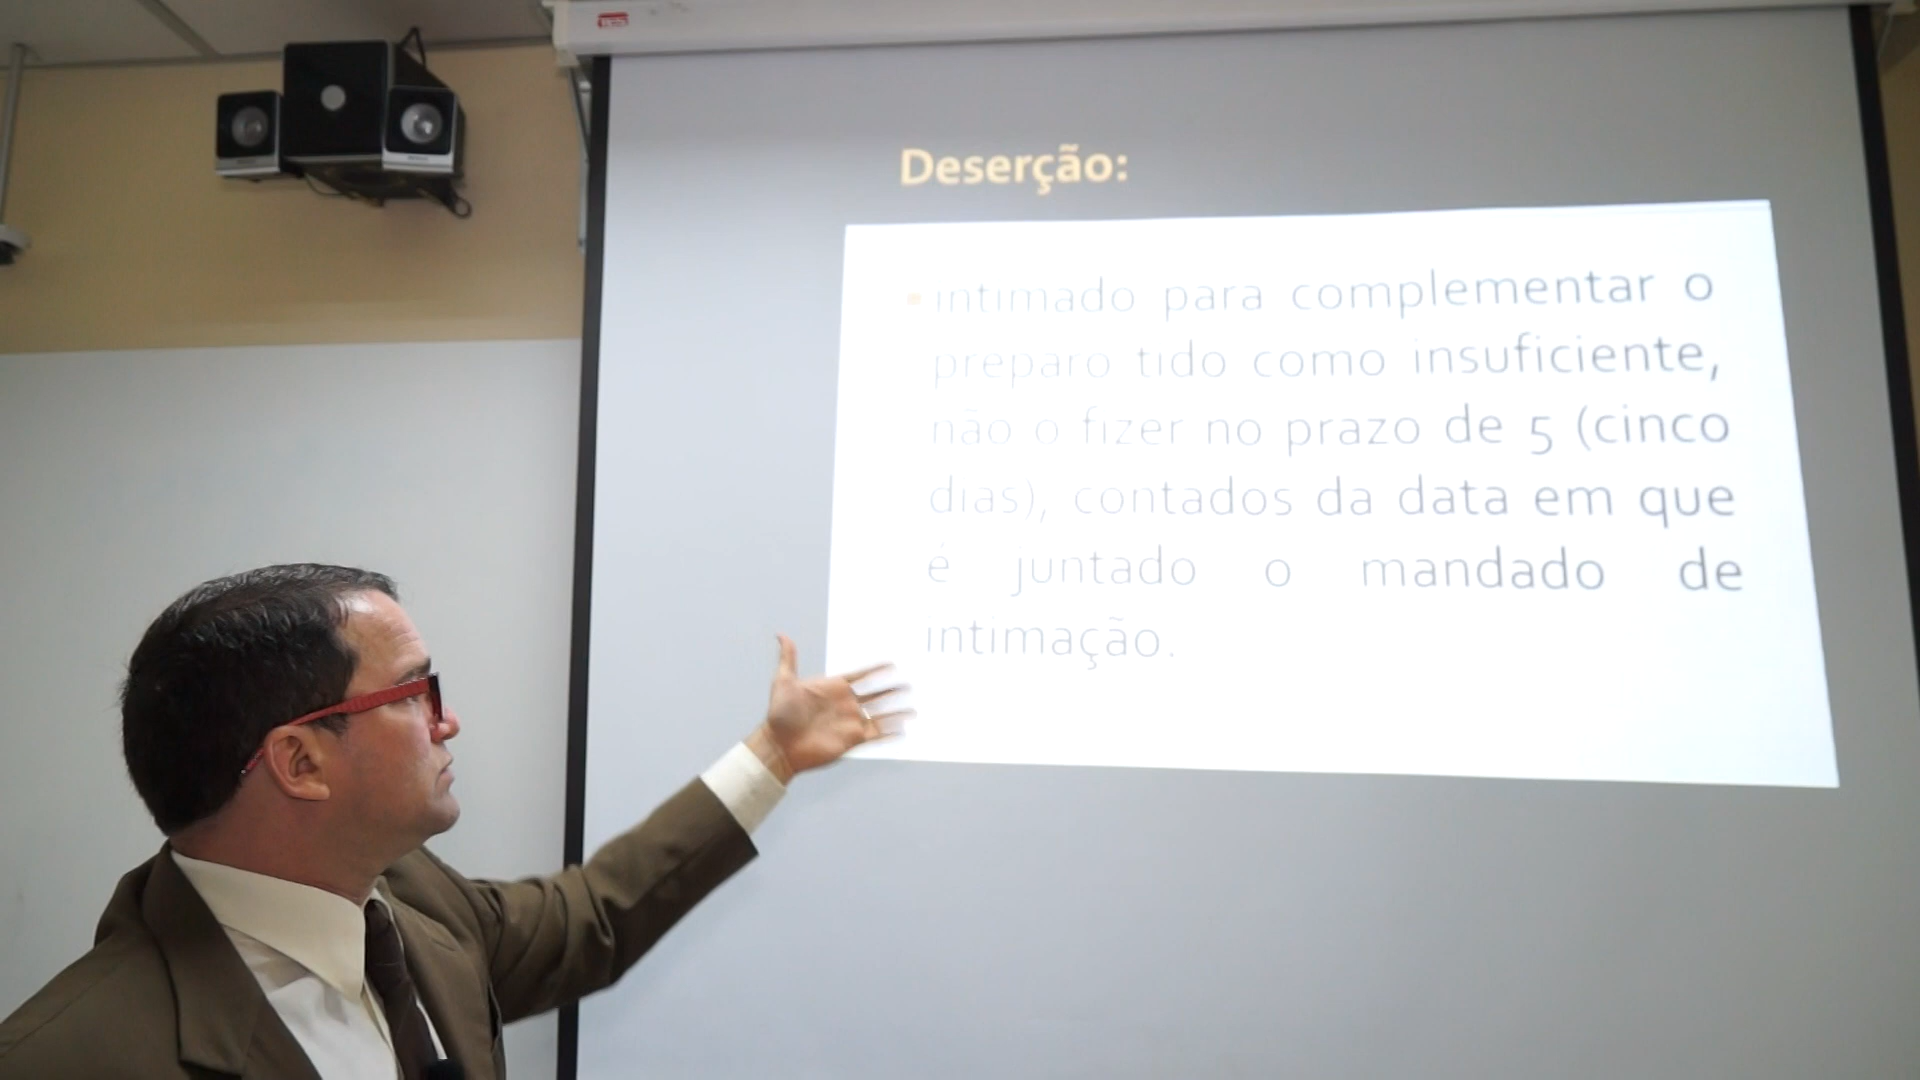 Deserção:
intimado para complementar o
preparo tido como insuficiente,
não o fizer no prazo de 5 (cinco
dias), contados da data em que
é juntado o mandado de
intimação.